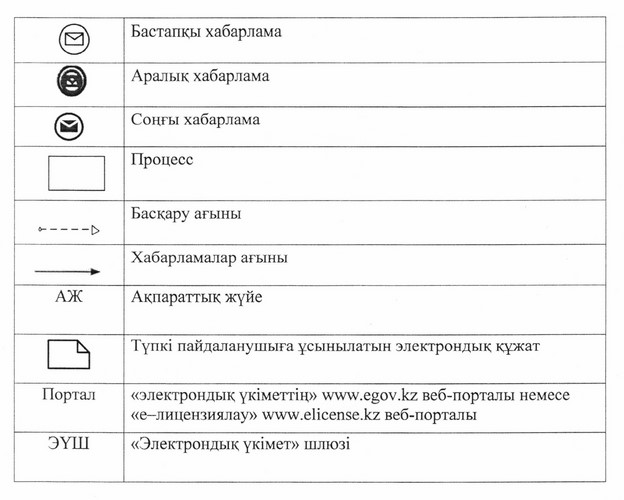 Бастапқы хабарлама
Аралық хабарлама
Соңғы хабарлама
Процесс
Басқару ағыны
Хабарламалар ағыны
АЖ Ақпараттық жүйе
Түпкі пайдаланушыға ұсынылатын электрондық құжат
Портал «электрондық үкіметтің» www.egov.kz веб-порталы немесе
«е–лицензиялау» www.elicense.kz веб-порталы
ЭҮШ «Электрондық үкімет» шлюзі